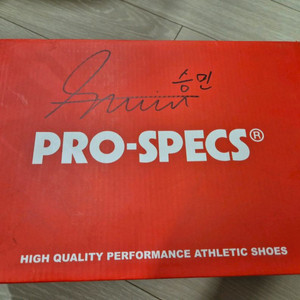 승민
PRO-SPECS®
HIGH QUALITY PERFORMANCE ATHLETIC SHOES